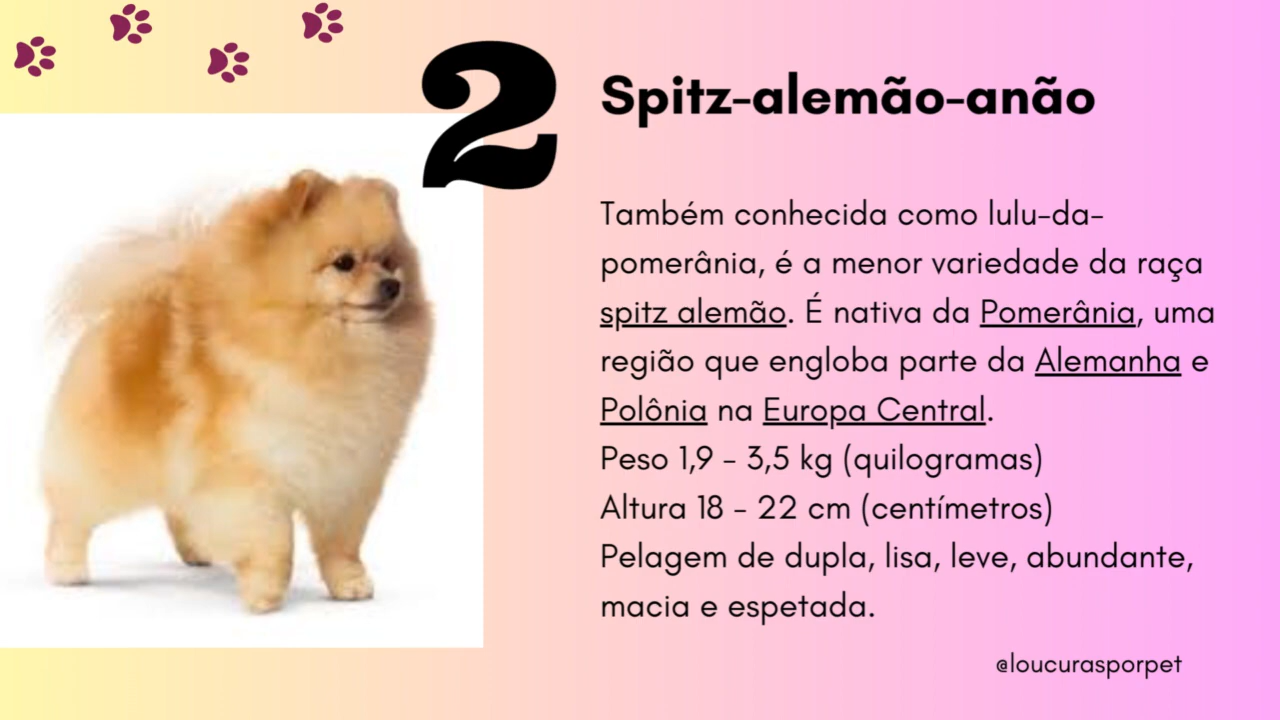 2
Spitz-alemão-anão
Também conhecida como lulu-da-
pomerânia, é a menor variedade da raça
spitz alemão. É nativa da Pomerânia, uma
região que engloba parte da Alemanha e
Polônia na Europa Central.
Peso 1,9 - 3,5 kg (quilogramas)
Altura 18 - 22 cm (centímetros)
Pelagem de dupla, lisa, leve, abundante,
macia e espetada.
@loucurasporpet